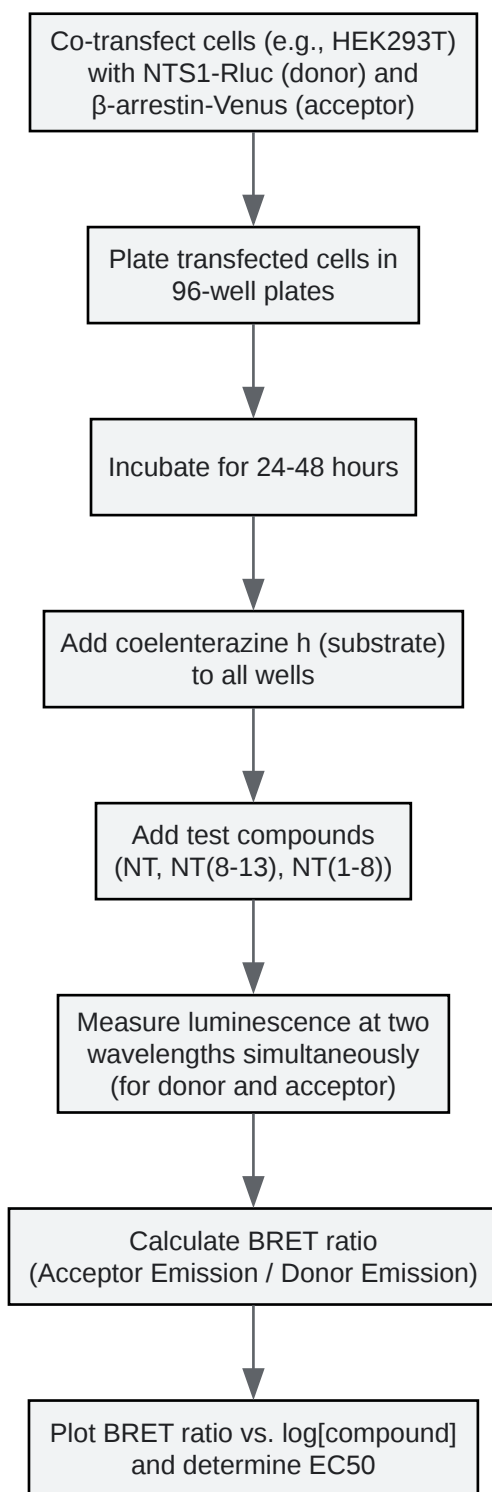 Co-transfect cells (e.g., HEK293T)
with NTS1-Rluc (donor) and
β-arrestin-Venus (acceptor)
Plate transfected cells in
96-well plates
Incubate for 24-48 hours
Add coelenterazine h (substrate)
to all wells
Add test compounds
(NT, NT(8-13), NT(1-8))
Measure luminescence at two
wavelengths simultaneously
(for donor and acceptor)
Calculate BRET ratio
(Acceptor Emission / Donor Emission)
Plot BRET ratio vs. log[compound]
and determine EC50